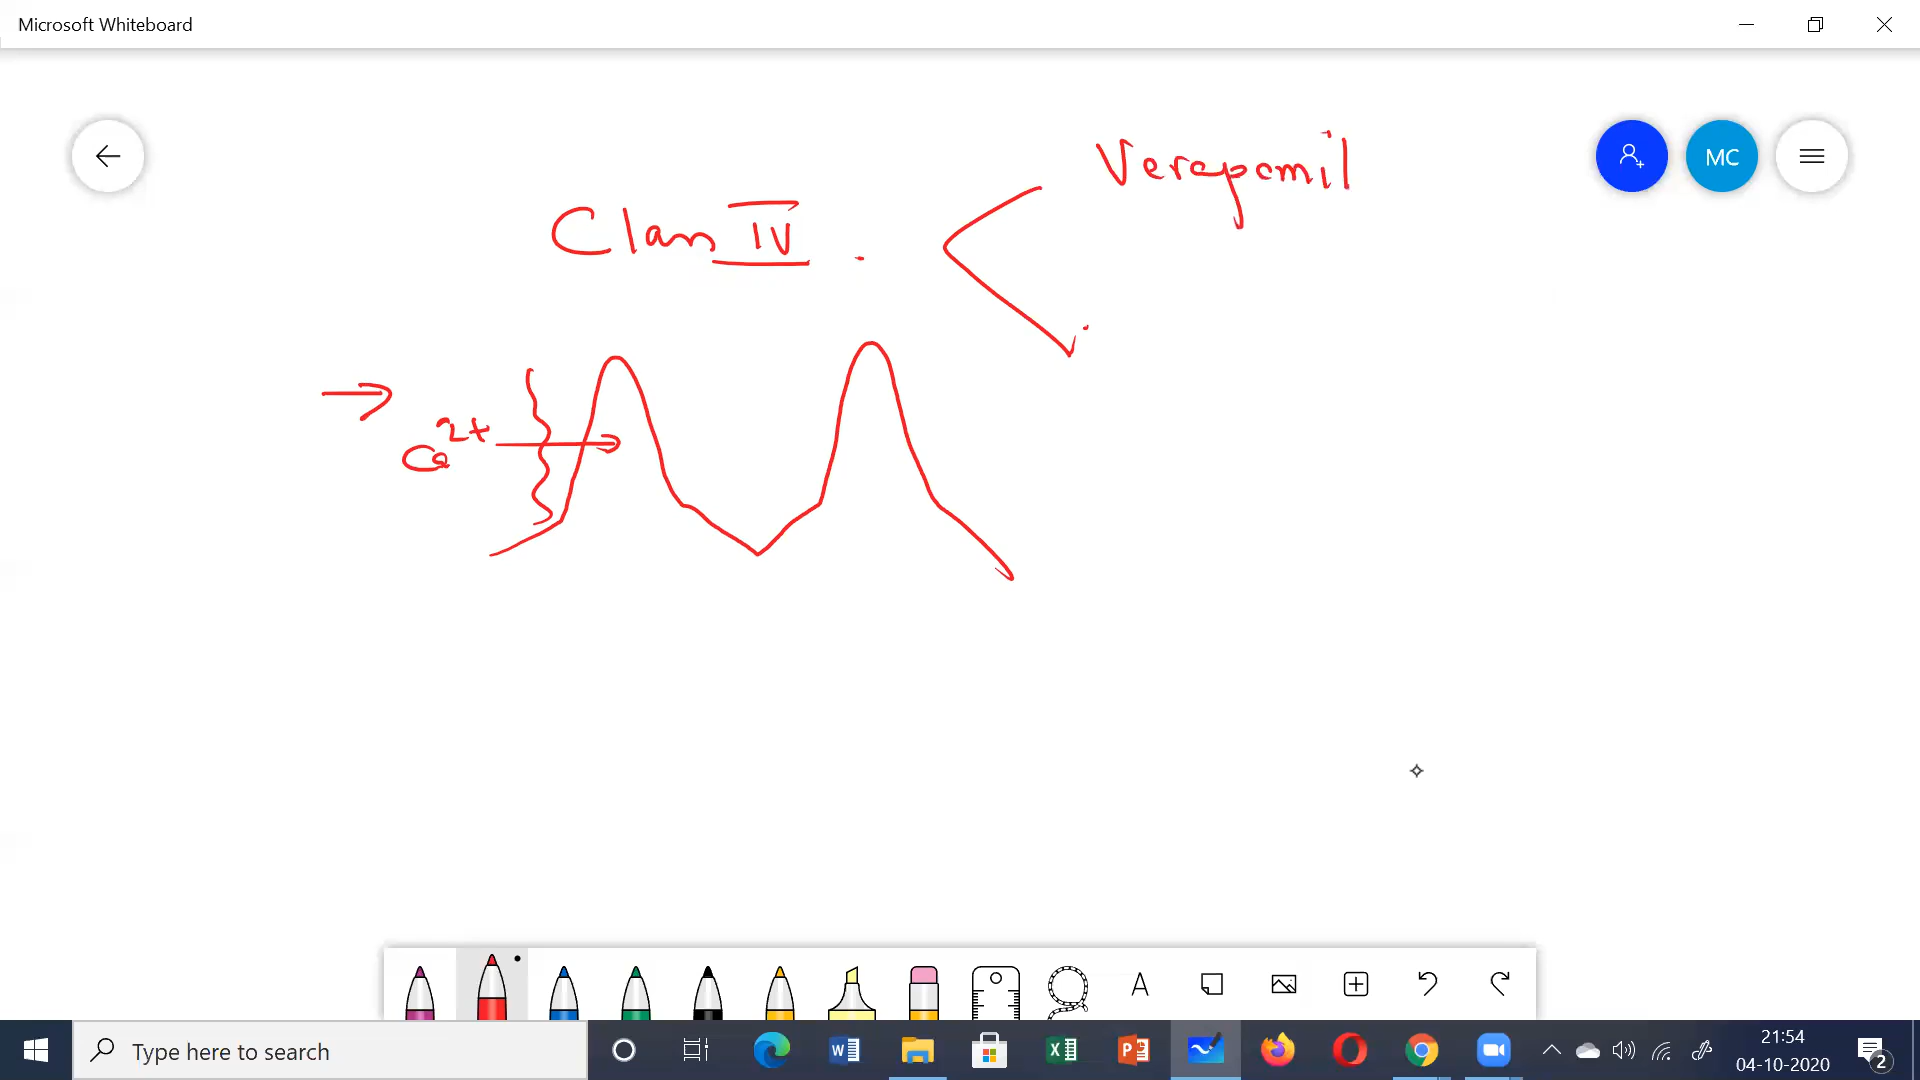 Microsoft Whiteboard
MC
Verapamil
Class IV .
Ca2+
A
Type here to search
21:54
04-10-2020
2